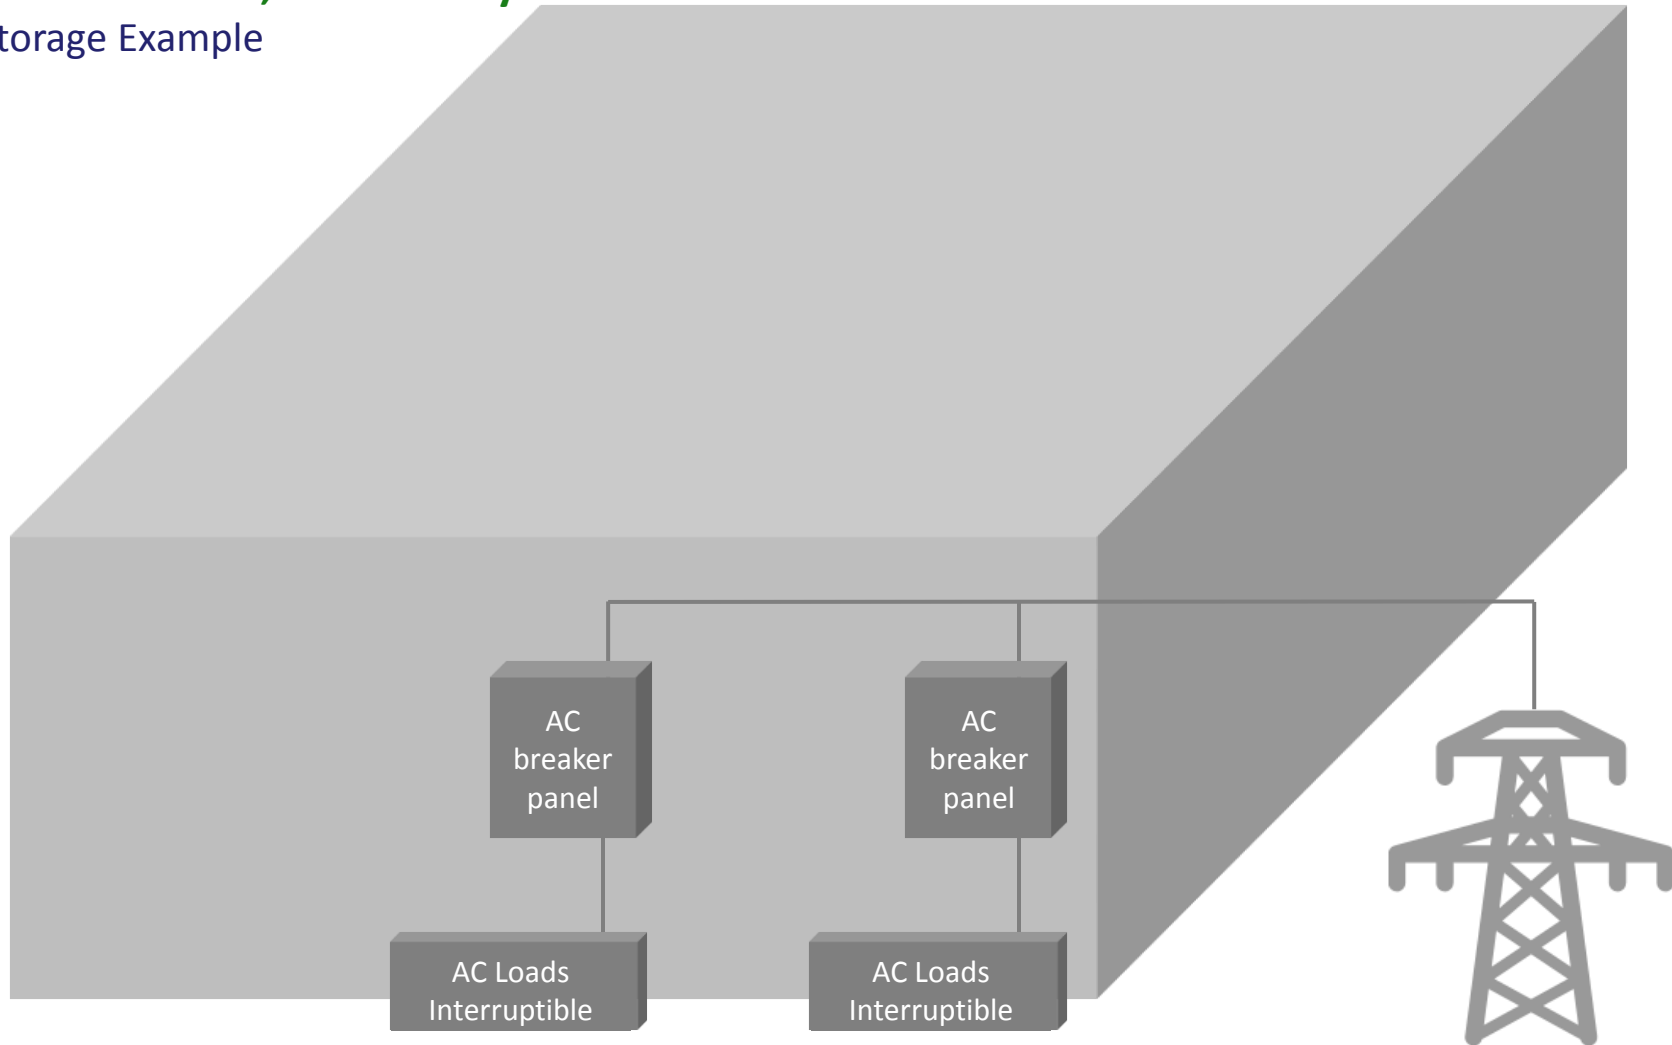 torage Example
AC
breaker
panel
AC
breaker
panel
AC Loads
Interruptible
AC Loads
Interruptible